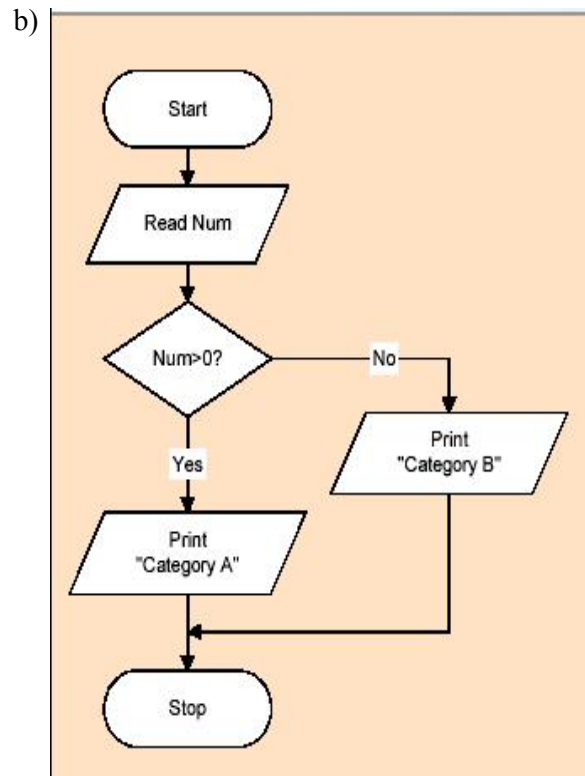 b)
Start
Read Num
Num>0?
No
Print
"Category B"
Yes
Print
"Category A"
Stop